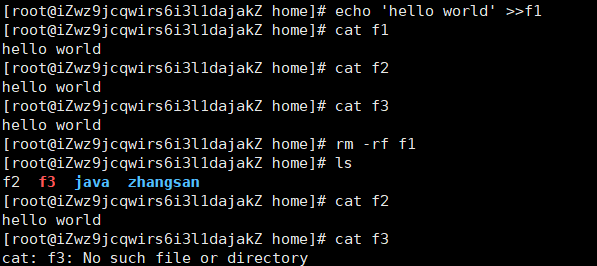 [root@iZwz9jcqwirs6i3l1dajakZ home]# echo 'hello world' >>f1
[root@iZwz9jcqwirs6i3l1dajakZ home]# cat f1
hello world
[root@iZwz9jcqwirs6i3l1dajakZ home]# cat f2
hello world
[root@iZwz9jcqwirs6i3l1dajakZ home]# cat f3
hello world
[root@iZwz9jcqwirs6i3l1dajakZ home]# rm -rf f1
[root@iZwz9jcqwirs6i3l1dajakZ home]# ls
f2  f3  java  zhangsan
[root@iZwz9jcqwirs6i3l1dajakZ home]# cat f2
hello world
[root@iZwz9jcqwirs6i3l1dajakZ home]# cat f3
cat: f3: No such file or directory